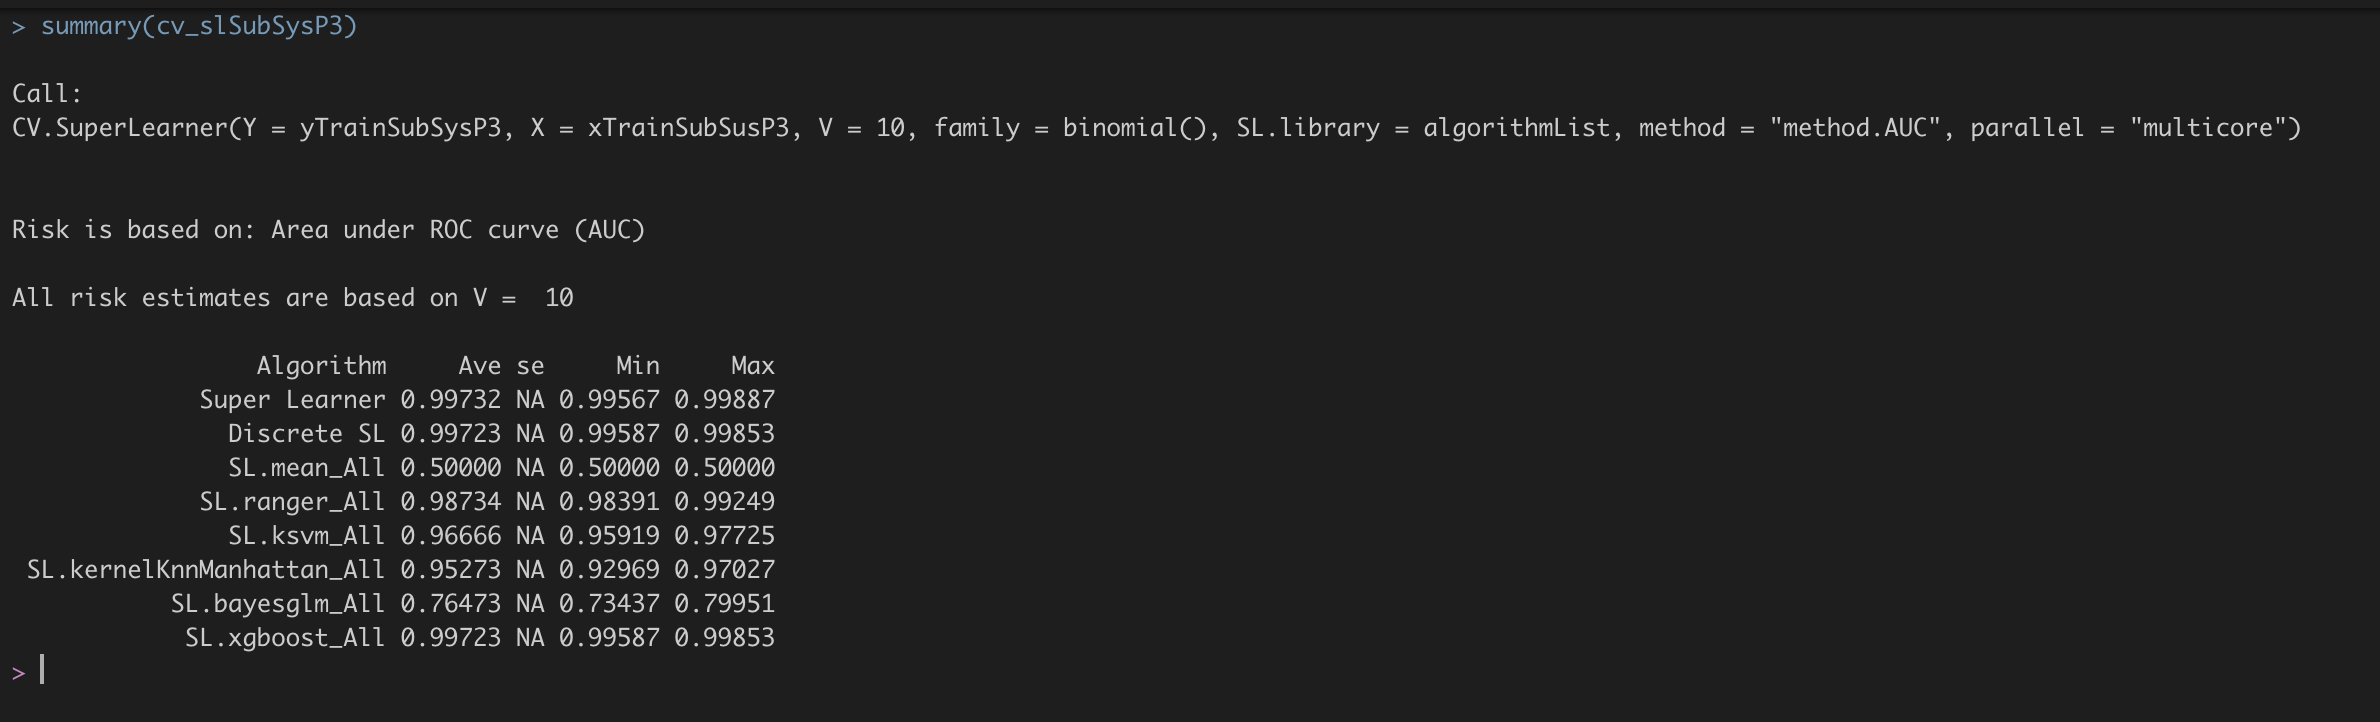 > summary(cv_slSubSysP3)
Call:
CV.SuperLearner(Y = yTrainSubSysP3, X = xTrainSubSusP3, V = 10, family = binomial(), SL.library = algorithmList, method = "method.AUC", parallel = "multicore")
Risk is based on: Area under ROC curve (AUC)
All risk estimates are based on V =  10
Algorithm     Ave se     Min     Max
Super Learner 0.99732 NA 0.99567 0.99887
Discrete SL 0.99723 NA 0.99587 0.99853
SL.mean_All 0.50000 NA 0.50000 0.50000
SL.ranger_All 0.98734 NA 0.98391 0.99249
SL.ksvm_All 0.96666 NA 0.95919 0.97725
SL.kernelKnnManhattan_All 0.95273 NA 0.92969 0.97027
SL.bayesglm_All 0.76473 NA 0.73437 0.79951
SL.xgboost_All 0.99723 NA 0.99587 0.99853
>